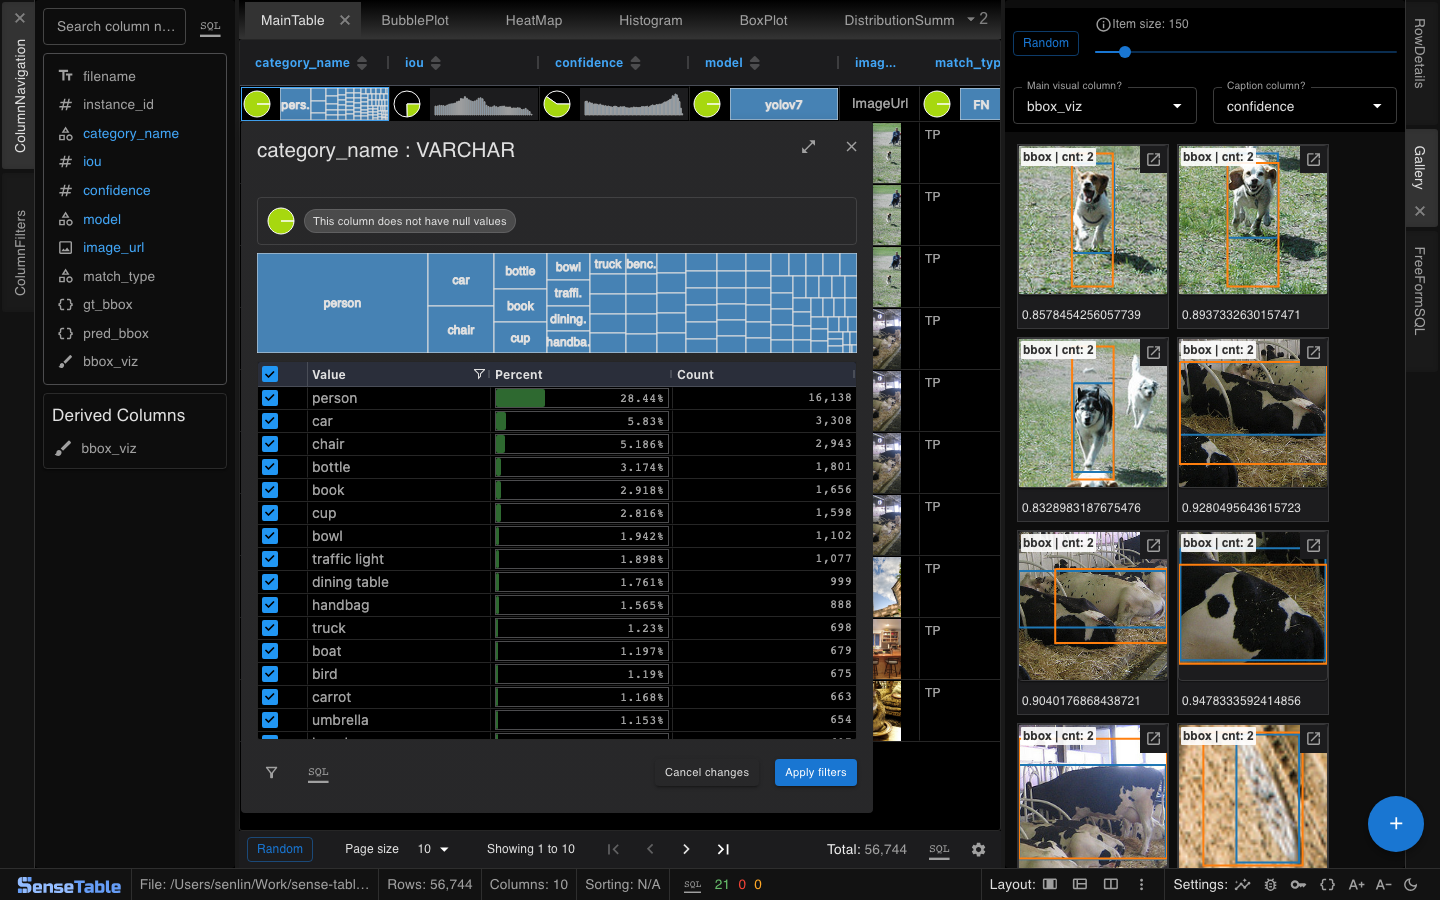 ColumnNavigation
ColumnFilters
Search column n...
SQL
filename
instance_id
category_name
iou
confidence
model
image_url
match_type
gt_bbox
pred_bbox
bbox_viz
Derived Columns
bbox_viz
MainTable
BubblePlot
HeatMap
Histogram
BoxPlot
DistributionSumm
2
category_name
iou
confidence
model
imag...
match_typ
pers.
yolov7
ImageUrl
FN
category_name : VARCHAR
This column does not have null values
person
car
chair
bottle
book
cup
bowl
traffi.
dining.
handba.
truck
benc.
Value Percent Count
person 28.44% 16,138
car 5.83% 3,308
chair 5.186% 2,943
bottle 3.174% 1,801
book 2.918% 1,656
cup 2.816% 1,598
bowl 1.942% 1,102
traffic light 1.898% 1,077
dining table 1.761% 999
handbag 1.565% 888
truck 1.23% 698
boat 1.197% 679
bird 1.19% 675
carrot 1.168% 663
umbrella 1.153% 654
SQL
Cancel changes
Apply filters
TP
TP
TP
TP
TP
TP
TP
TP
TP
TP
Random
Page size 10
Showing 1 to 10
Total: 56,744
SQL
Random
Item size: 150
Main visual column?
bbox_viz
Caption column?
confidence
bbox | cnt: 2
bbox | cnt: 2
0.8578454256057739
0.8937332630157471
bbox | cnt: 2
bbox | cnt: 2
0.8328983187675476
0.9280495643615723
bbox | cnt: 2
bbox | cnt: 2
0.9040176868438721
0.9478333592414856
bbox | cnt: 2
bbox | cnt: 2
RowDetails
Gallery
FreeFormSQL
SenseTable
File: /Users/senlin/Work/sense-tabl...
Rows: 56,744
Columns: 10
Sorting: N/A
SQL
21 0 0
Layout:
Settings:
A+
A-